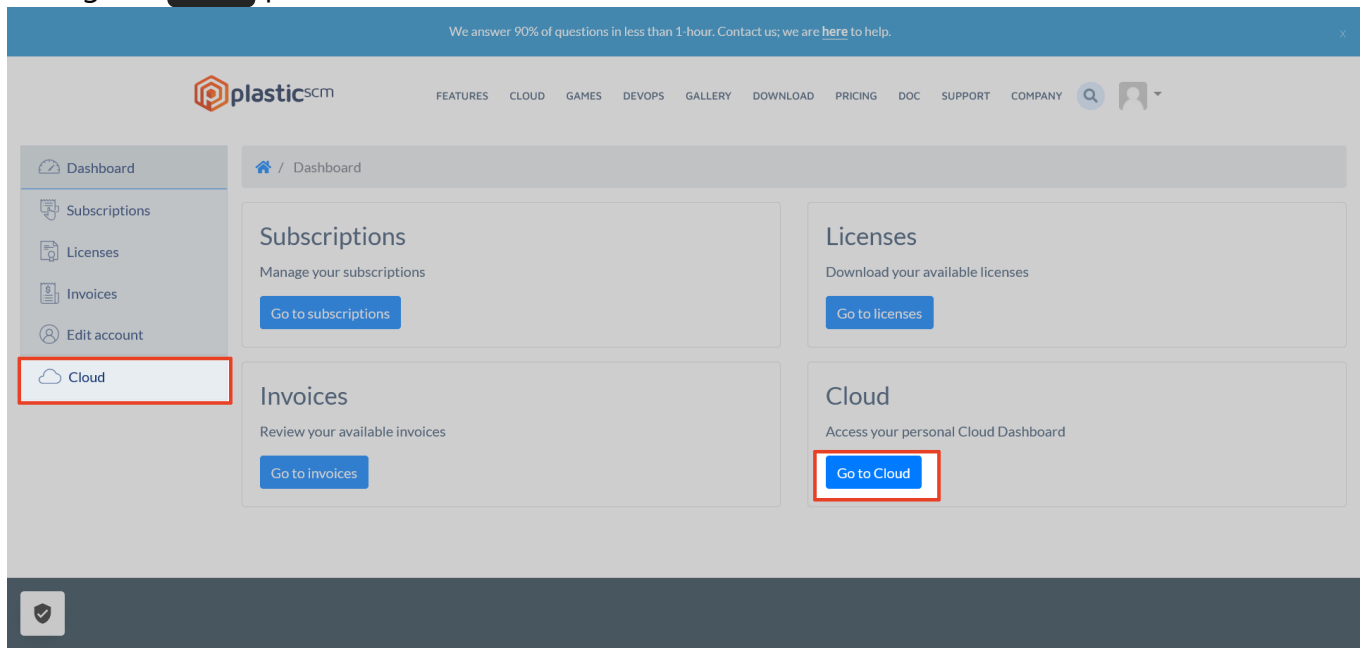 We answer 90% of questions in less than 1-hour. Contact us; we are here to help.
x
plasticscm
FEATURES CLOUD GAMES DEVOPS GALLERY DOWNLOAD PRICING DOC SUPPORT COMPANY
Dashboard
Subscriptions
Licenses
Invoices
Edit account
Cloud
/ Dashboard
Subscriptions
Manage your subscriptions
Go to subscriptions
Licenses
Download your available licenses
Go to licenses
Invoices
Review your available invoices
Go to invoices
Cloud
Access your personal Cloud Dashboard
Go to Cloud